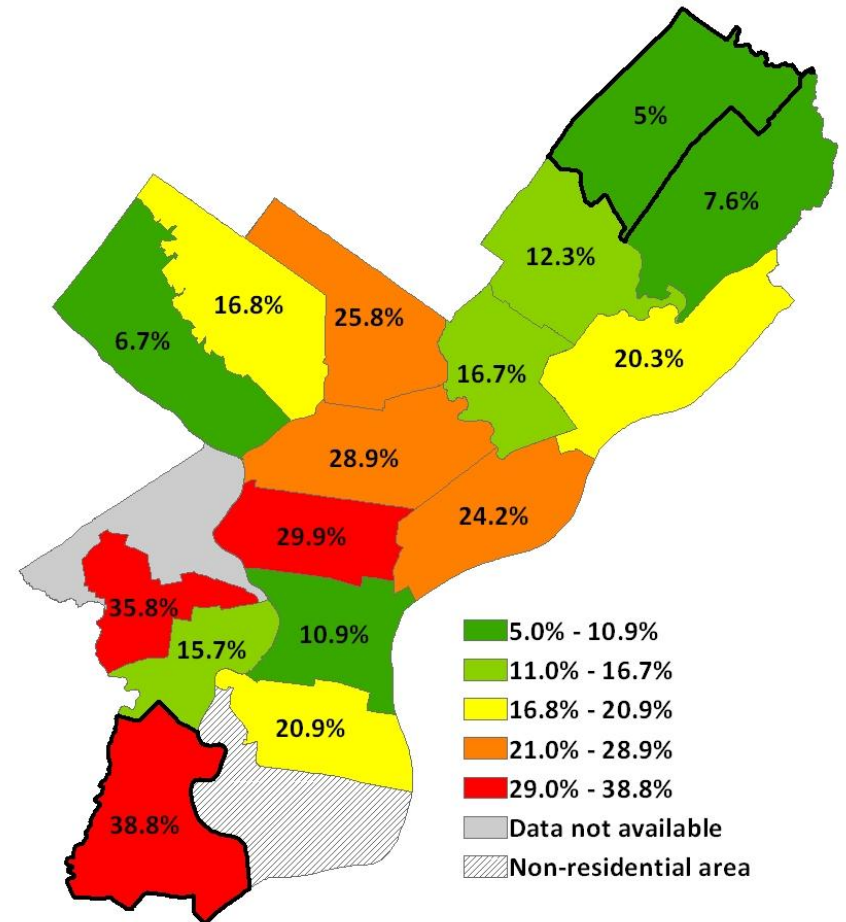 5%
7.6%
12.3%
16.8%
25.8%
6.7%
20.3%
16.7%
28.9%
24.2%
29.9%
35.8%
10.9%
15.7%
20.9%
38.8%
5.0% - 10.9%
11.0% - 16.7%
16.8% - 20.9%
21.0% - 28.9%
29.0% - 38.8%
Data not available
Non-residential area